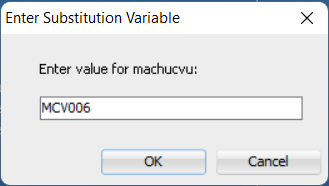 Enter Substitution Variable
Enter value for machucvu:
MCV006
OK
Cancel